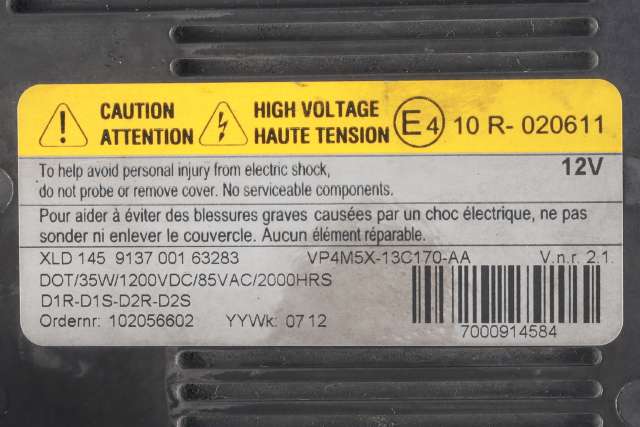 CAUTION
ATTENTION
HIGH VOLTAGE
HAUTE TENSION
E4 10 R- 020611
To help avoid personal injury from electric shock,
do not probe or remove cover. No serviceable components.
12V
Pour aider à éviter des blessures graves causées par un choc électrique, ne pas
sonder ni enlever le couvercle. Aucun élément réparable.
XLD 145 9137 001 63283 VP4M5X-13C170-AA V.n.r. 2.1.
DOT/35W/1200VDC/85VAC/2000HRS
D1R-D1S-D2R-D2S
Ordernr: 102056602 YYWk: 0712
7000914584